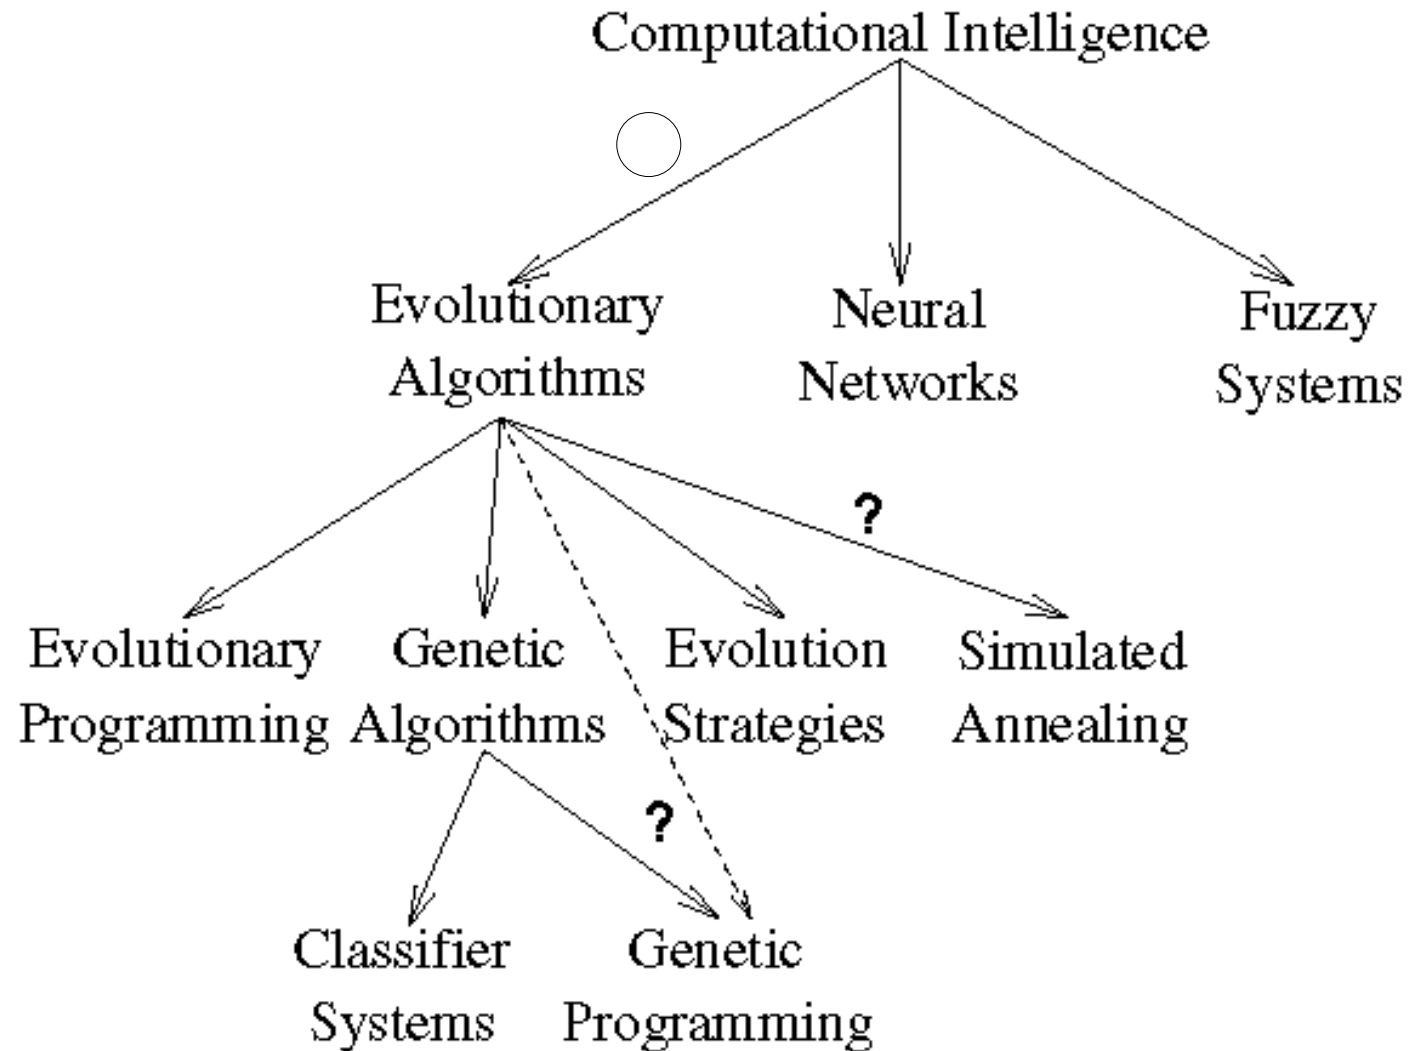 Computational Intelligence
Evolutionary
Algorithms
Neural
Networks
Fuzzy
Systems
?
Evolutionary
Programming
Genetic
Algorithms
Evolution
Strategies
Simulated
Annealing
?
Classifier
Systems
Genetic
Programming